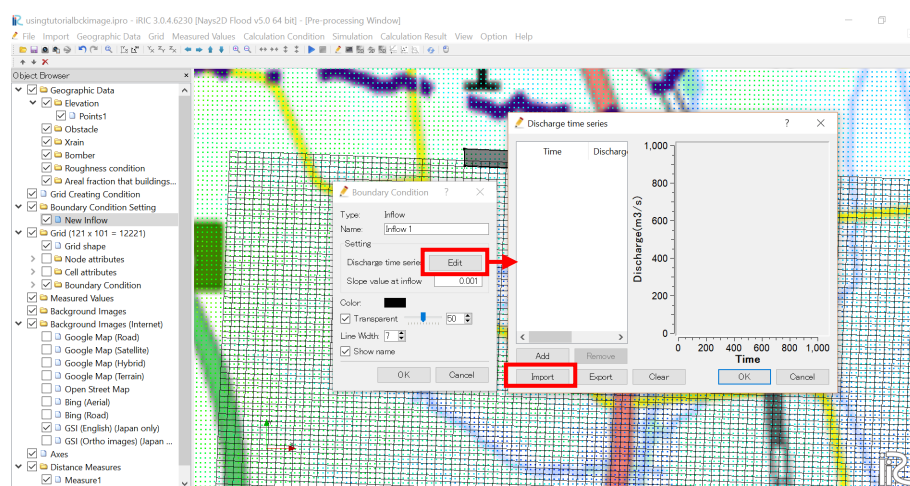 usingtutorialbckimage.ipro - iRIC 3.0.4.6230 [Nays2D Flood v5.0 64 bit] - [Pre-processing Window]
File Import Geographic Data Grid Measured Values Calculation Condition Simulation Calculation Result View Option Help
Object Browser
Geographic Data
Elevation
Points1
Obstacle
Xrain
Bomber
Roughness condition
Areal fraction that buildings...
Grid Creating Condition
Boundary Condition Setting
New Inflow
Grid (121 x 101 = 12221)
Grid shape
Node attributes
Cell attributes
Boundary Condition
Measured Values
Background Images
Background Images (Internet)
Google Map (Road)
Google Map (Satellite)
Google Map (Hybrid)
Google Map (Terrain)
Open Street Map
Bing (Aerial)
Bing (Road)
GSI (English) (Japan only)
GSI (Ortho images) (Japan ...
Axes
Distance Measures
Measure1
Boundary Condition ?
Type: Inflow
Name: Inflow 1
Setting
Discharge time series Edit
Slope value at inflow 0.001
Color:
Transparent 50
Line Width: 7
Show name
OK Cancel
Discharge time series ?
Time Discharg
Add Remove
Import Export Clear OK Cancel
1,000
800
600
400
200
0
Discharge(m3/s)
0 200 400 600 800 1,000
Time